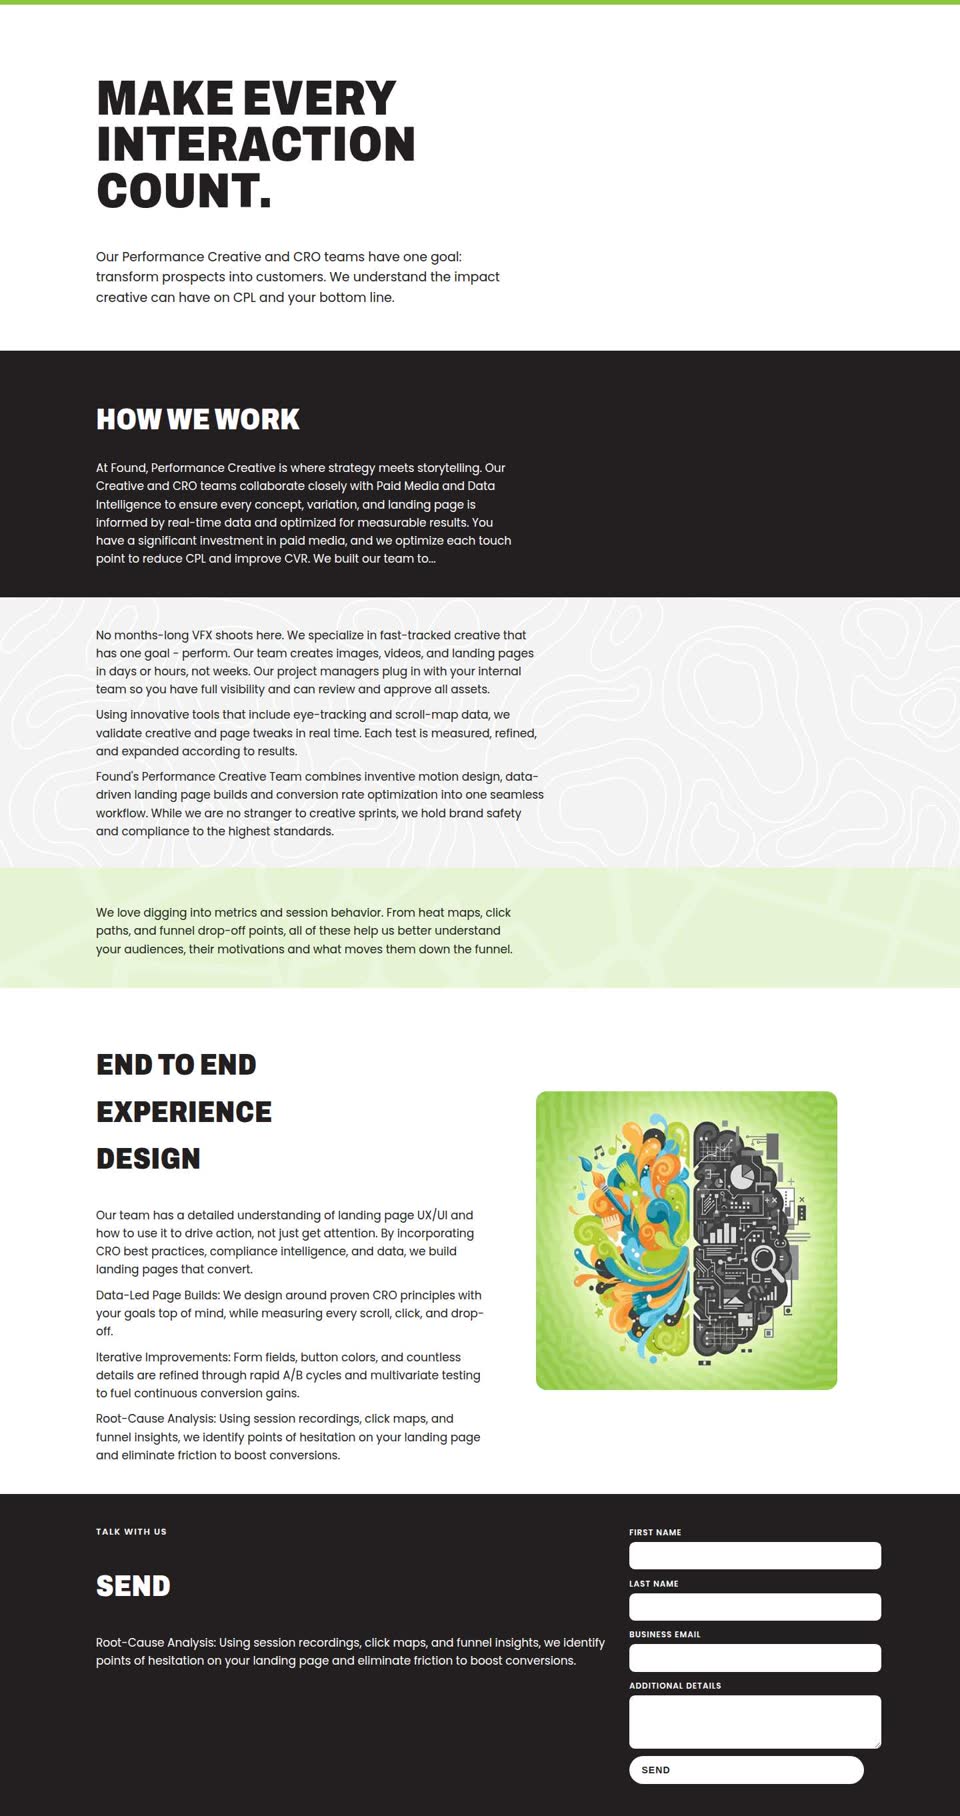 MAKE EVERY
INTERACTION
COUNT.
Our Performance Creative and CRO teams have one goal:
transform prospects into customers. We understand the impact
creative can have on CPL and your bottom line.
HOW WE WORK
At Found, Performance Creative is where strategy meets storytelling. Our
Creative and CRO teams collaborate closely with Paid Media and Data
Intelligence to ensure every concept, variation, and landing page is
informed by real-time data and optimized for measurable results. You
have a significant investment in paid media, and we optimize each touch
point to reduce CPL and improve CVR. We built our team to...
No months-long VFX shoots here. We specialize in fast-tracked creative that
has one goal - perform. Our team creates images, videos, and landing pages
in days or hours, not weeks. Our project managers plug in with your internal
team so you have full visibility and can review and approve all assets.
Using innovative tools that include eye-tracking and scroll-map data, we
validate creative and page tweaks in real time. Each test is measured, refined,
and expanded according to results.
Found's Performance Creative Team combines inventive motion design, data-
driven landing page builds and conversion rate optimization into one seamless
workflow. While we are no stranger to creative sprints, we hold brand safety
and compliance to the highest standards.
We love digging into metrics and session behavior. From heat maps, click
paths, and funnel drop-off points, all of these help us better understand
your audiences, their motivations and what moves them down the funnel.
END TO END
EXPERIENCE
DESIGN
Our team has a detailed understanding of landing page UX/UI and
how to use it to drive action, not just get attention. By incorporating
CRO best practices, compliance intelligence, and data, we build
landing pages that convert.
Data-Led Page Builds: We design around proven CRO principles with
your goals top of mind, while measuring every scroll, click, and drop-
off.
Iterative Improvements: Form fields, button colors, and countless
details are refined through rapid A/B cycles and multivariate testing
to fuel continuous conversion gains.
Root-Cause Analysis: Using session recordings, click maps, and
funnel insights, we identify points of hesitation on your landing page
and eliminate friction to boost conversions.
TALK WITH US
SEND
Root-Cause Analysis: Using session recordings, click maps, and funnel insights, we identify
points of hesitation on your landing page and eliminate friction to boost conversions.
FIRST NAME
LAST NAME
BUSINESS EMAIL
ADDITIONAL DETAILS
SEND